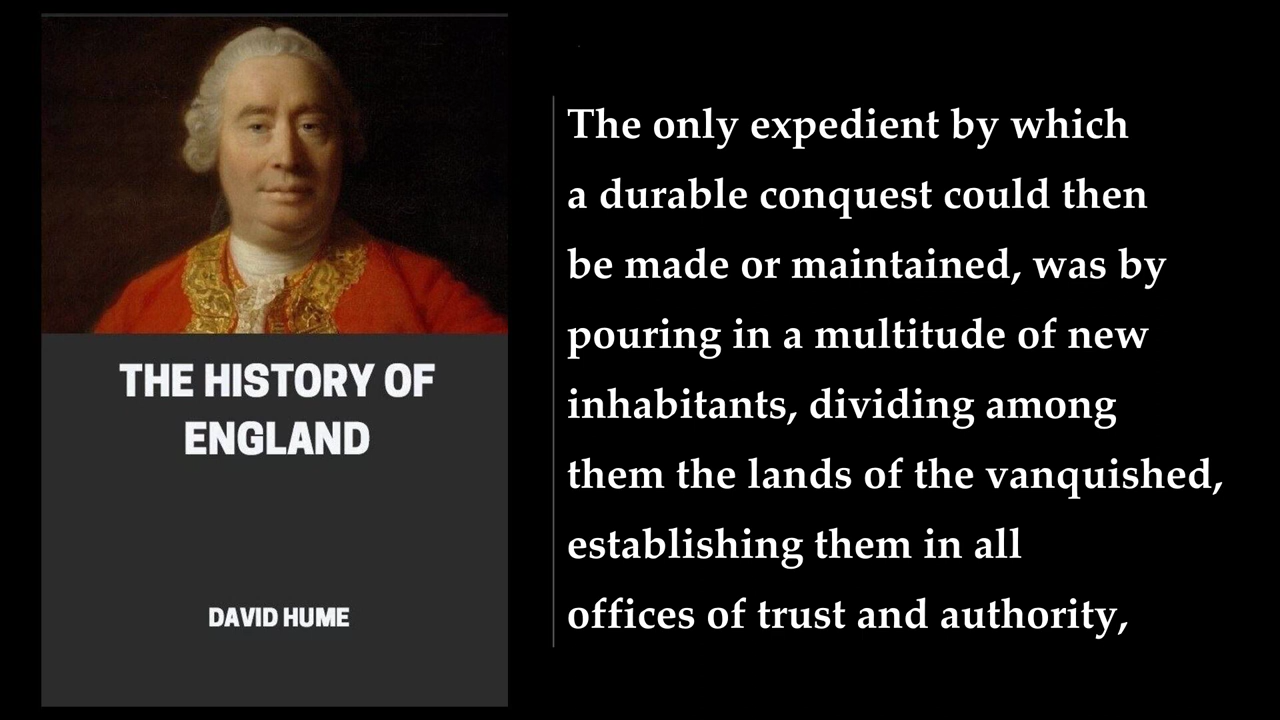 THE HISTORY OF
ENGLAND
DAVID HUME
The only expedient by which
a durable conquest could then
be made or maintained, was by
pouring in a multitude of new
inhabitants, dividing among
them the lands of the vanquished,
establishing them in all
offices of trust and authority,